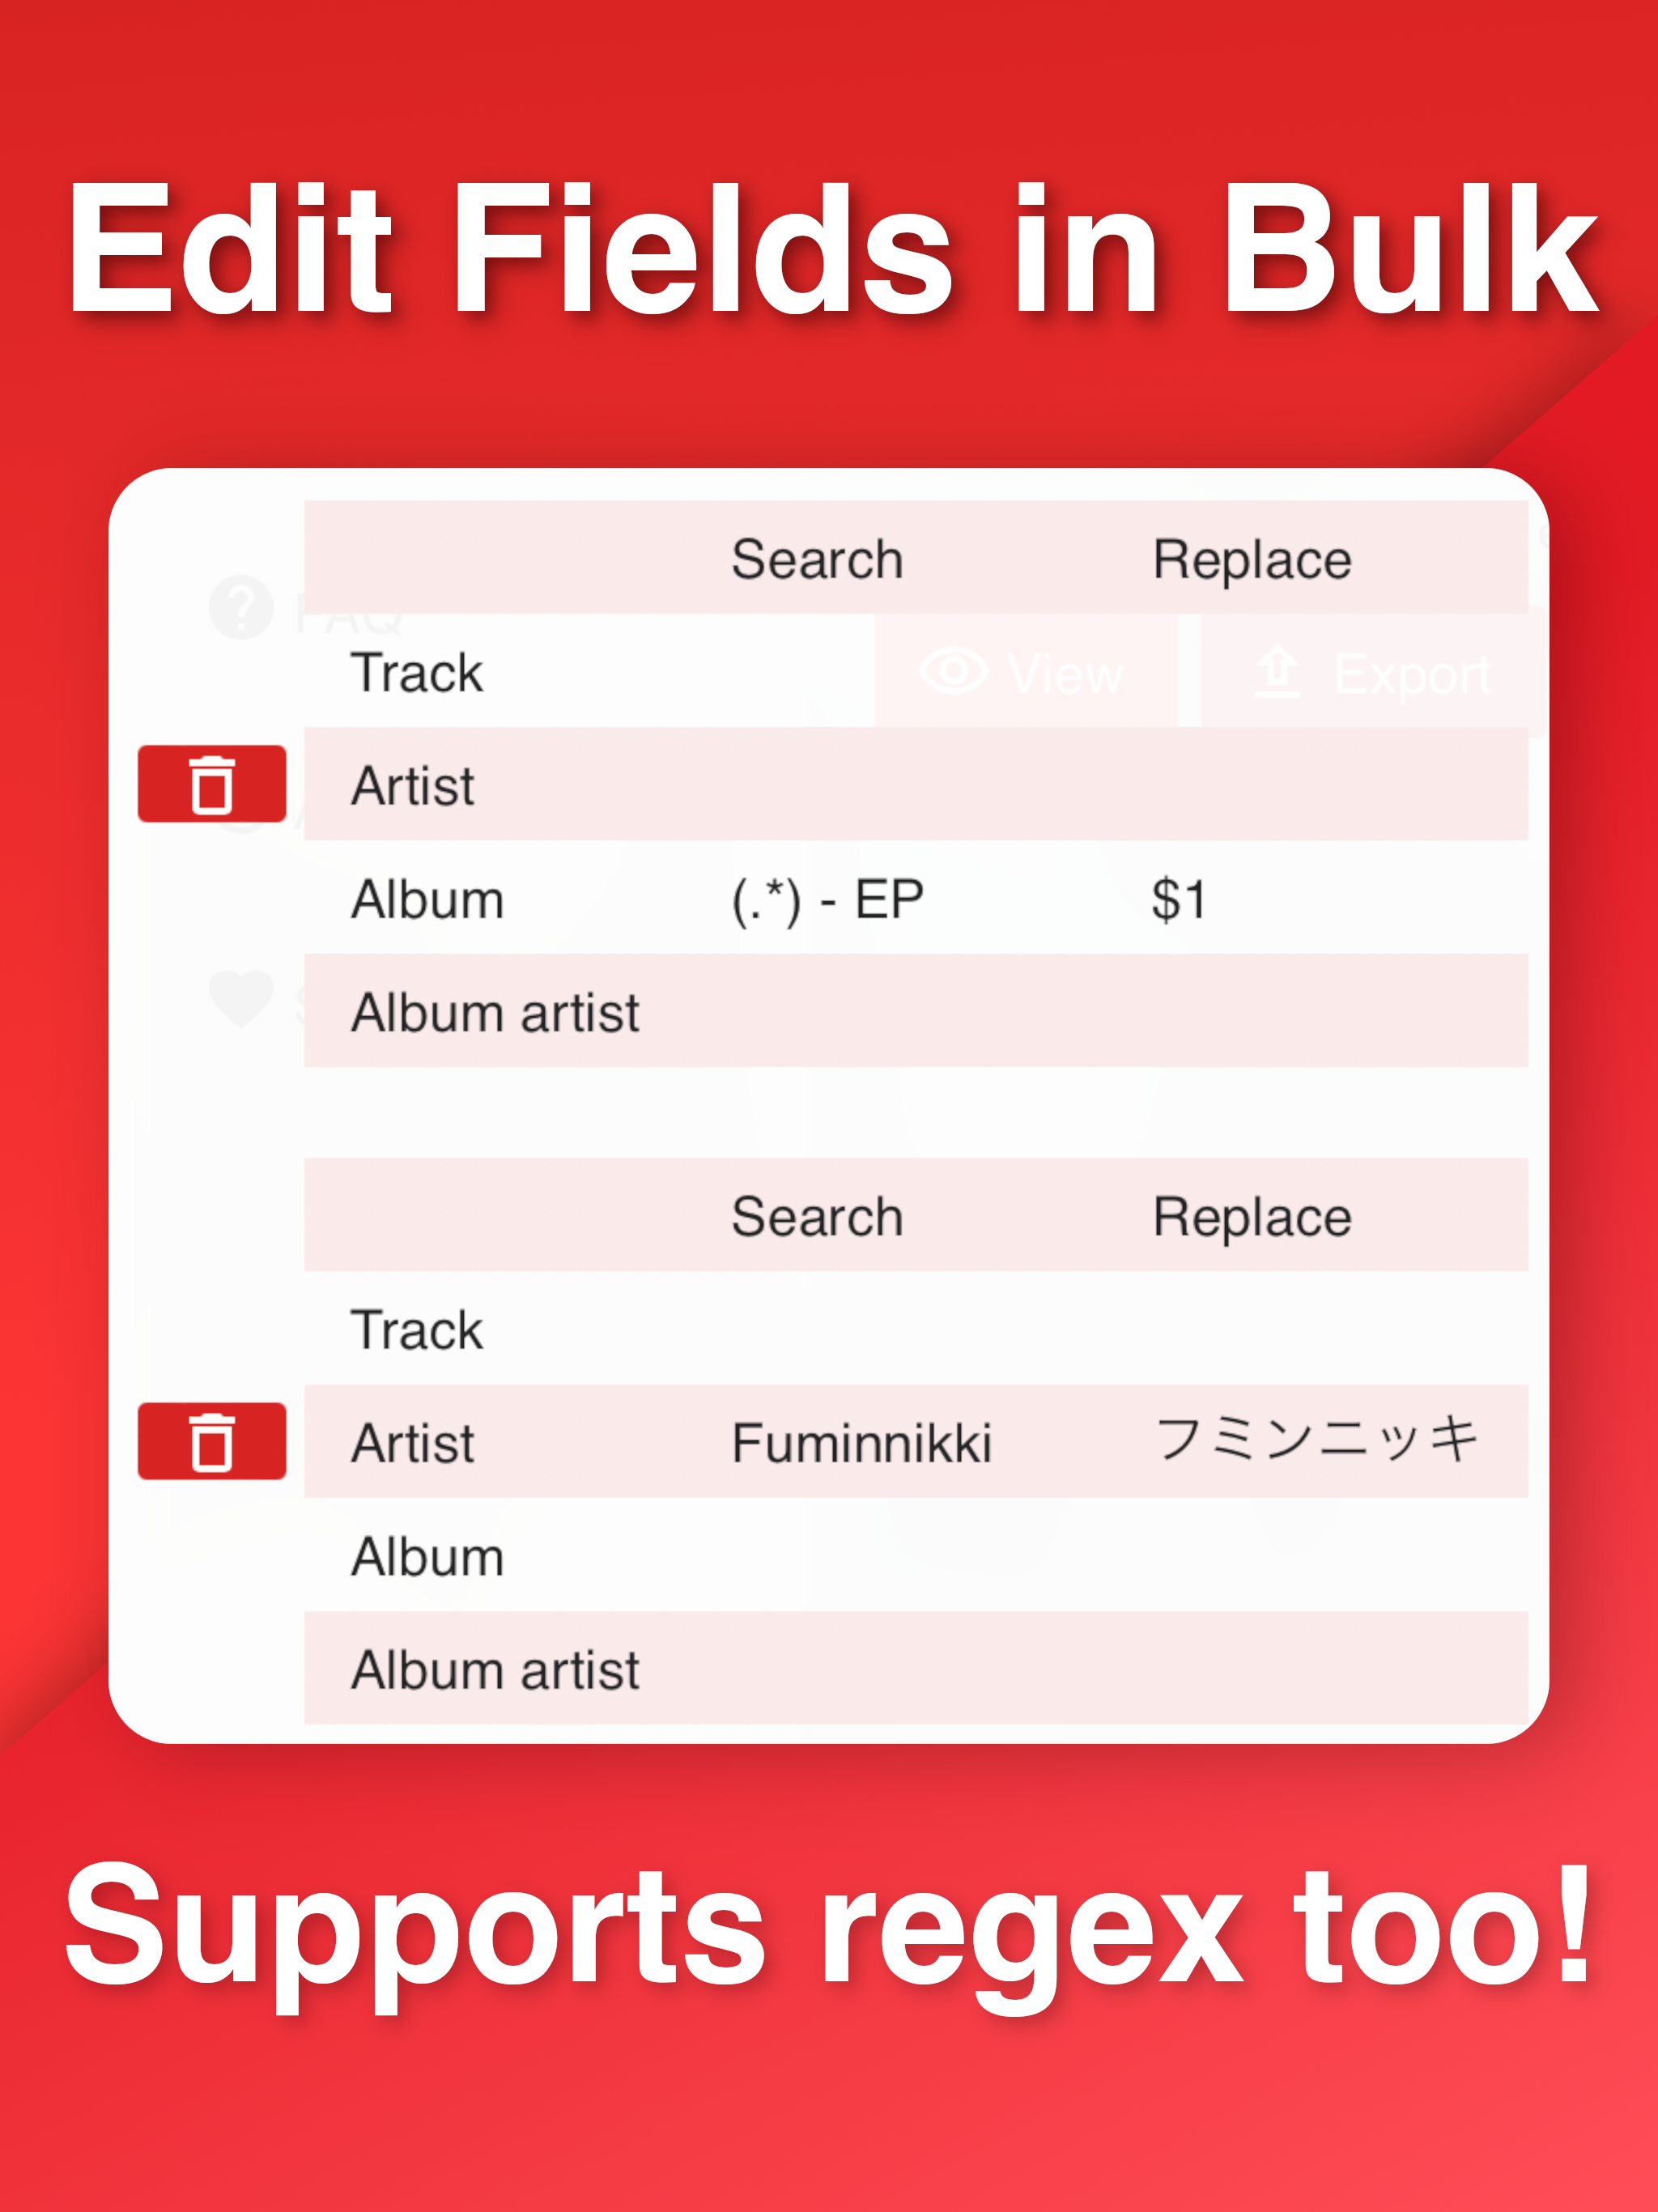 Edit Fields in Bulk
Search Replace
FAQ
Track View Export
Artist
Album (.*) - EP $1
Album artist
Search Replace
Track
Artist Fuminnikki フミンニッキ
Album
Album artist
Supports regex too!